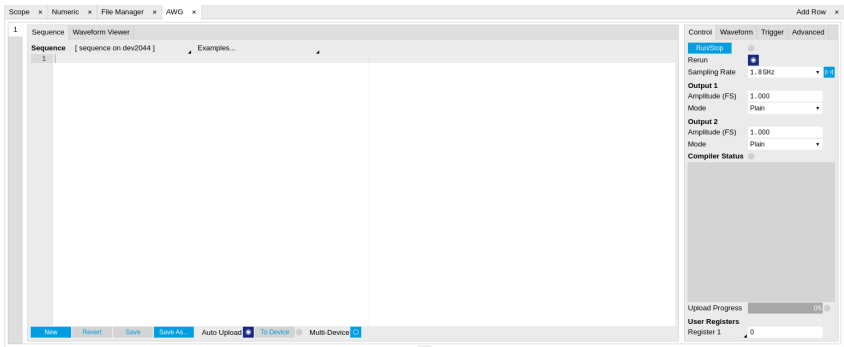 Scope × Numeric × File Manager × AWG × Add Row ×
1 Sequence Waveform Viewer
Sequence [ sequence on dev2044 ] Examples...
1
New Revert Save Save As... Auto Upload To Device Multi-Device
Control Waveform Trigger Advanced
Run/Stop
Rerun
Sampling Rate 1.8 GHz
Output 1
Amplitude (FS) 1.000
Mode Plain
Output 2
Amplitude (FS) 1.000
Mode Plain
Compiler Status
Upload Progress 0%
User Registers
Register 1 0